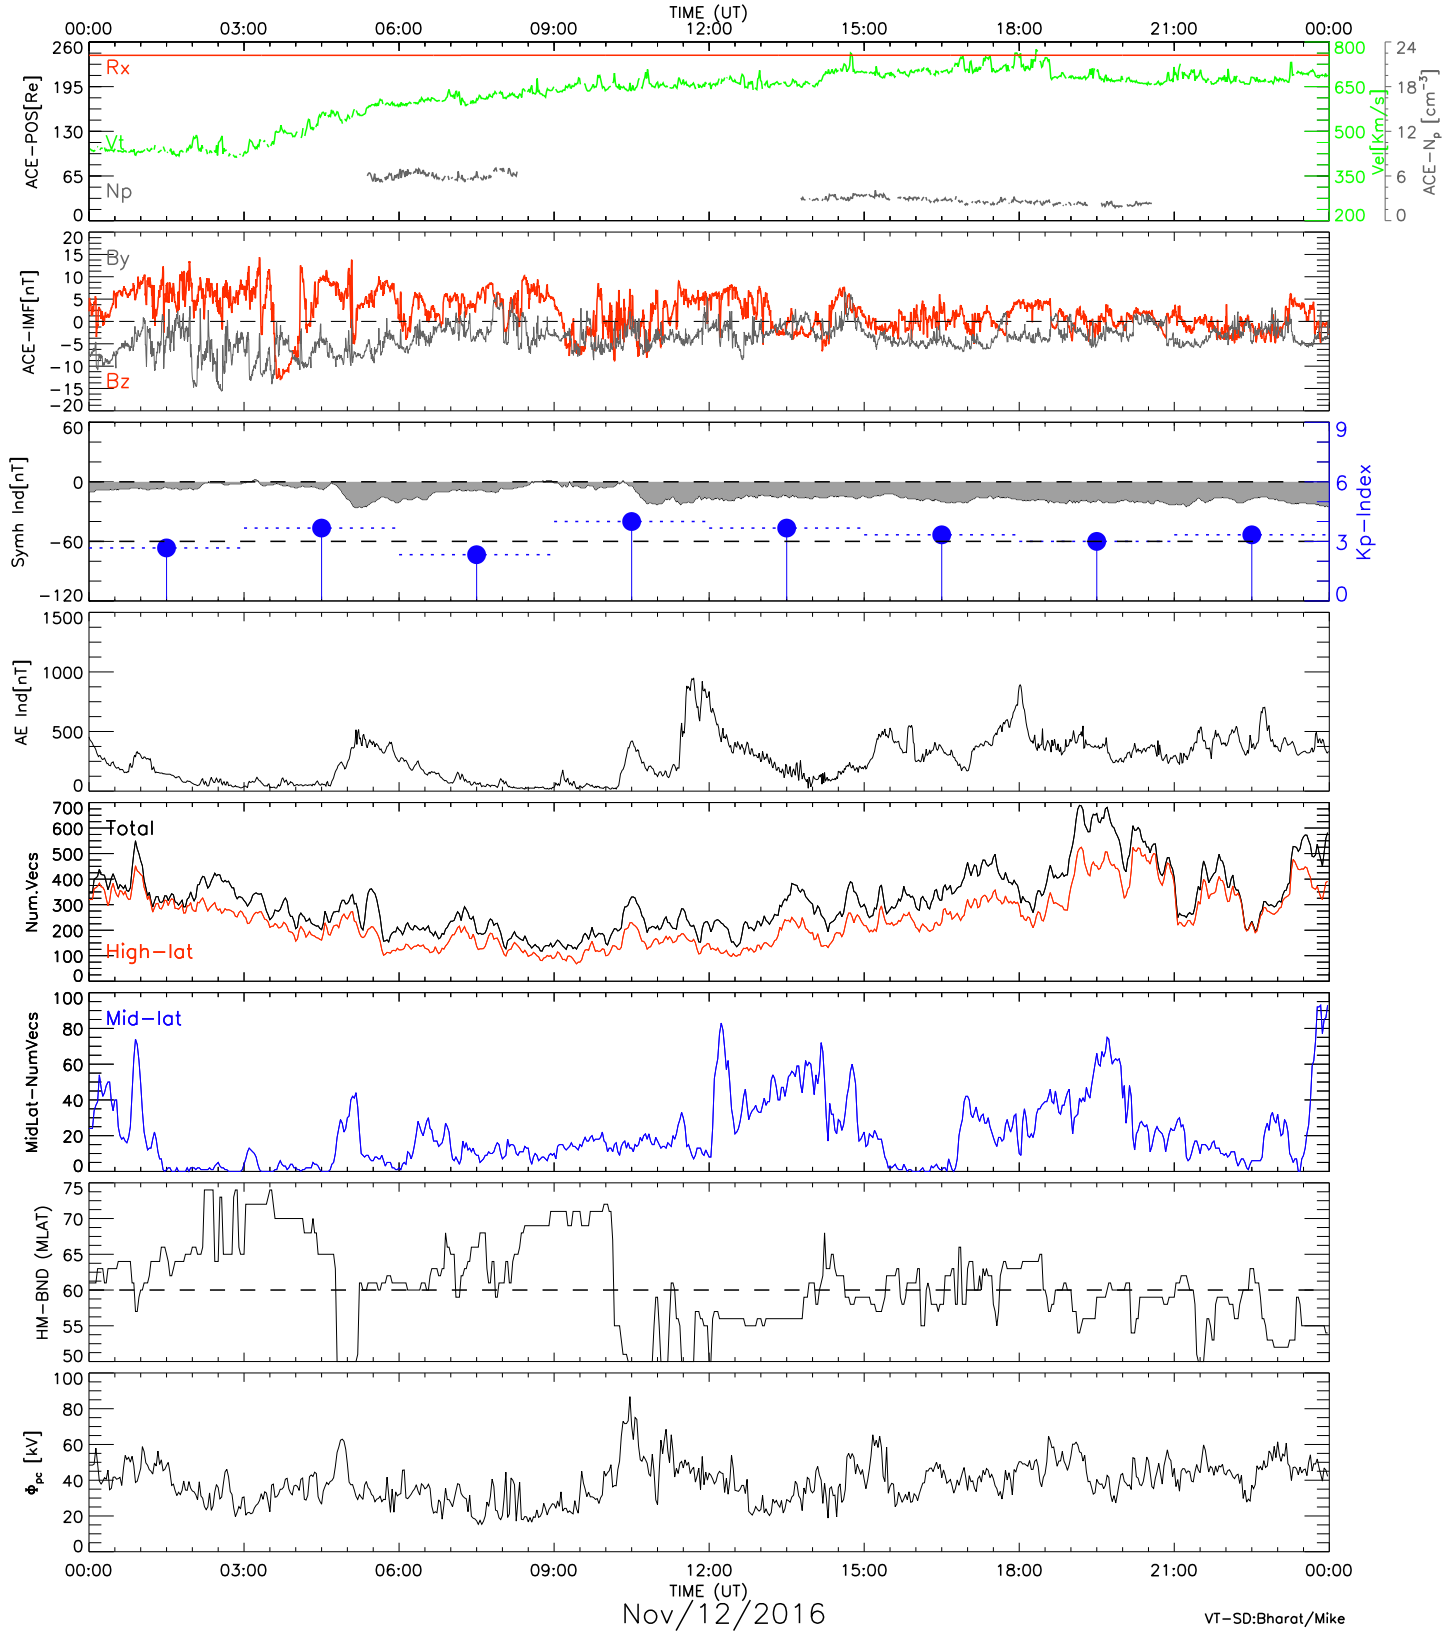 TIME (UT)
00:00 03:00 06:00 09:00 12:00 15:00 18:00 21:00 00:00
ACE-POS[Re]
260
195
130
65
0
Rx
Vt
Np
800
650
500
350
200
Vel[Km/s]
24
18
12
6
0
ACE-Np [cm-3]
ACE-IMF[nT]
20
15
10
5
0
-5
-10
-15
-20
By
Bz
Symh Ind[nT]
60
0
-60
-120
9
6
3
0
Kp-Index
AE Ind[nT]
1500
1000
500
0
Num.Vecs
700
600
500
400
300
200
100
0
Total
High-lat
MidLat-NumVecs
100
80
60
40
20
0
Mid-lat
HM-BND (MLAT)
75
70
65
60
55
50
Φpc [kV]
100
80
60
40
20
0
00:00 03:00 06:00 09:00 12:00 15:00 18:00 21:00 00:00
TIME (UT)
Nov/12/2016
VT-SD:Bharat/Mike